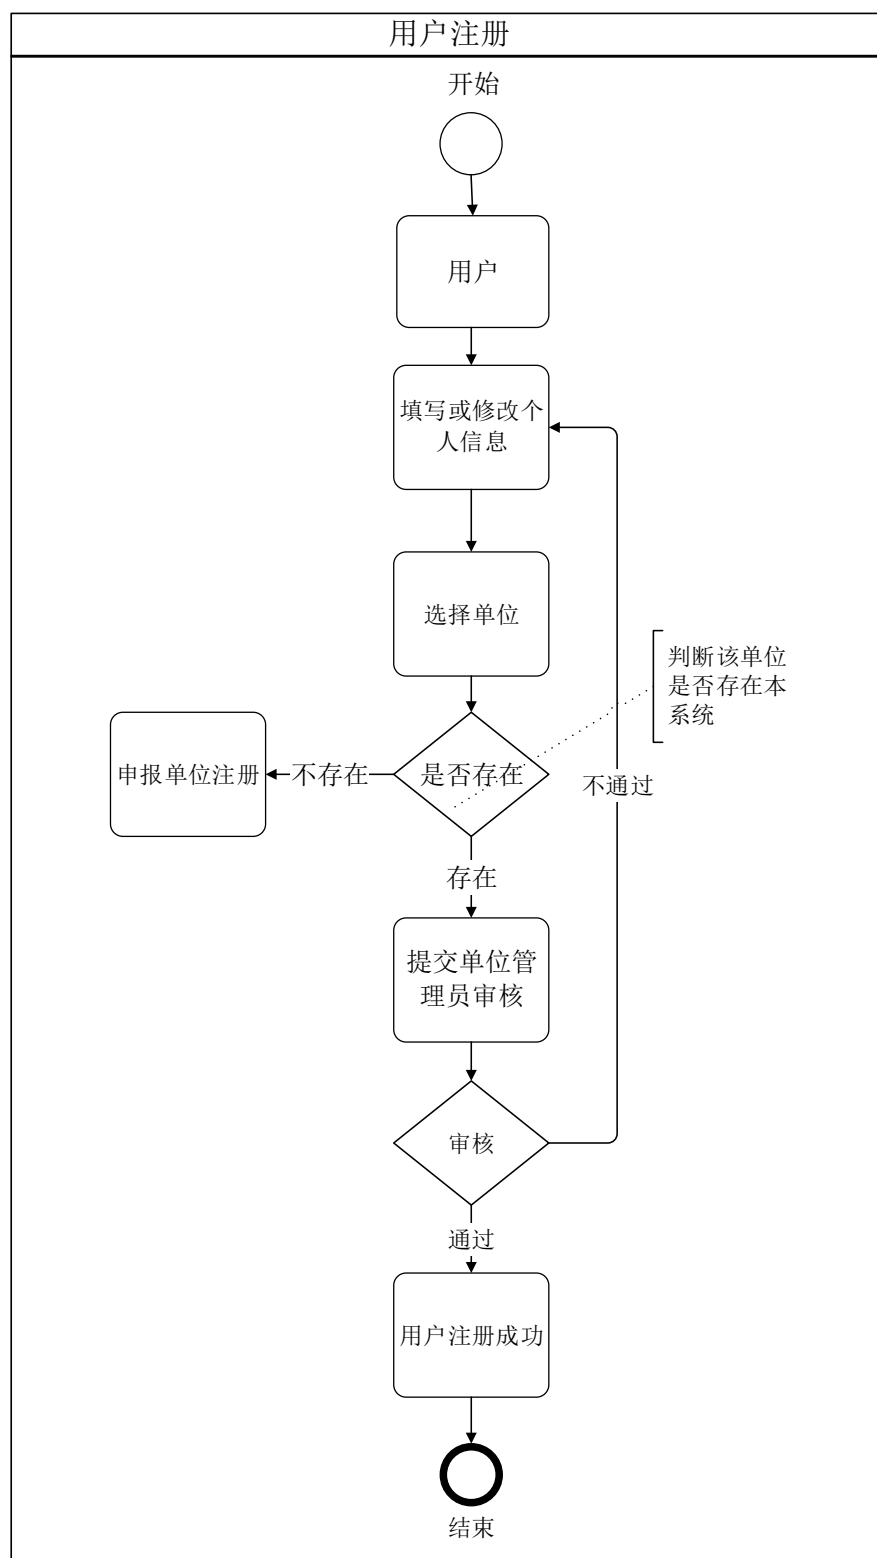 用户注册
开始
用户
填写或修改个
人信息
选择单位
判断该单位
是否存在本
系统
申报单位注册
不存在
是否存在
不通过
存在
提交单位管
理员审核
审核
通过
用户注册成功
结束